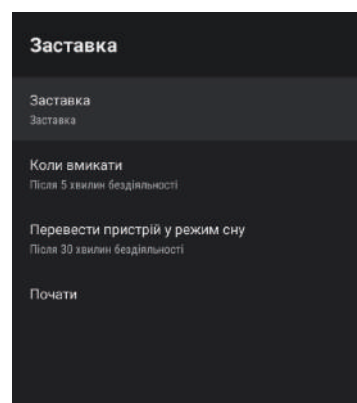 Заставка
Заставка
Заставка
Коли вмикати
Після 5 хвилин бездіяльності
Перевести пристрій у режим сну
Після 30 хвилин бездіяльності
Почати